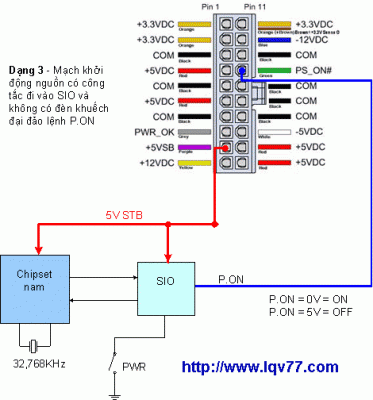 Pin 1
Pin 11
+3.3VDC
Orange
+3.3VDC
+3.3VDC
Orange
-12VDC
Blue
COM
Black
COM
Black
Dạng 3 - Mạch khởi
động nguồn có công
tắc đi vào SIO và
không có đèn khuếch
đại đảo lệnh P.ON
+5VDC
Red
PS_ON#
Green
COM
Black
COM
Black
+5VDC
Red
COM
Black
COM
Black
COM
Black
PWR_OK
Grey
-5VDC
White
+5VSB
Purple
+5VDC
Red
+12VDC
Yellow
+5VDC
Red
5V STB
Chipset
nam
SIO
P.ON
P.ON = 0V = ON
P.ON = 5V = OFF
32,768KHz
PWR
http://www.lqv77.com